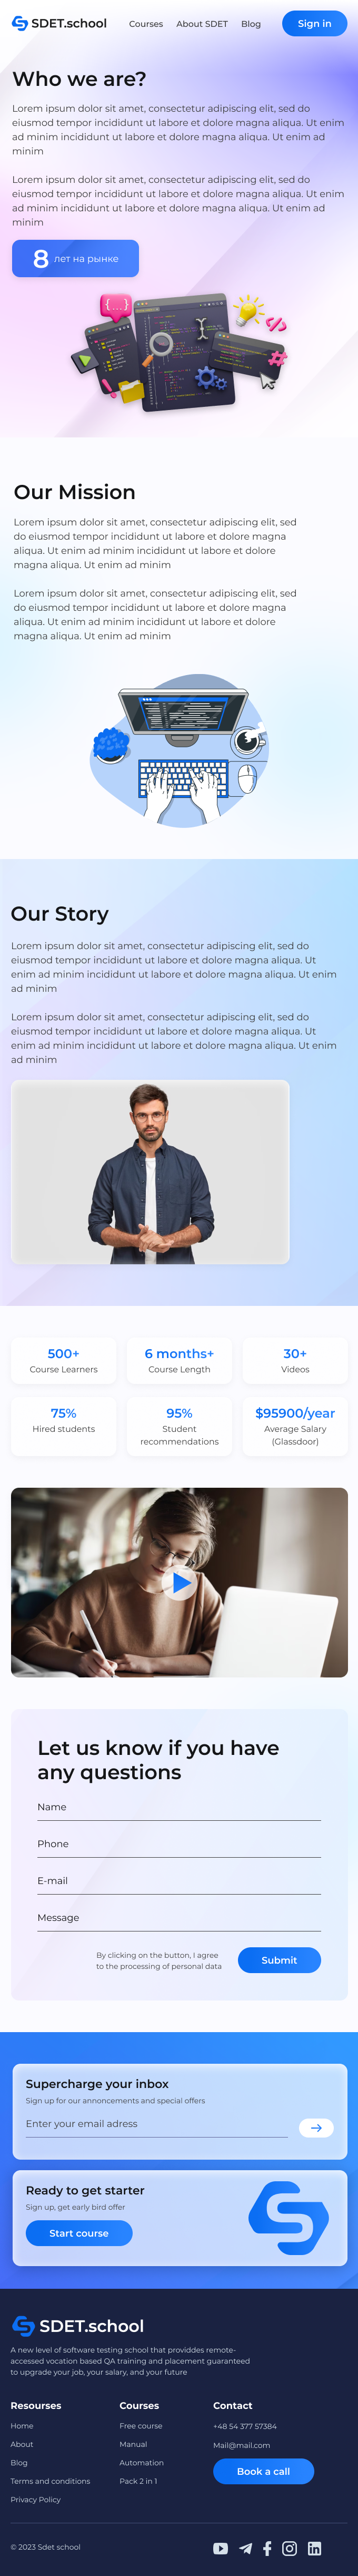 SDET.school
Courses
About SDET
Blog
Sign in
Who we are?
Lorem ipsum dolor sit amet, consectetur adipiscing elit, sed do
eiusmod tempor incididunt ut labore et dolore magna aliqua. Ut enim
ad minim incididunt ut labore et dolore magna aliqua. Ut enim ad
minim
Lorem ipsum dolor sit amet, consectetur adipiscing elit, sed do
eiusmod tempor incididunt ut labore et dolore magna aliqua. Ut enim
ad minim incididunt ut labore et dolore magna aliqua. Ut enim ad
minim
8 лет на рынке
{...}
Our Mission
Lorem ipsum dolor sit amet, consectetur adipiscing elit, sed
do eiusmod tempor incididunt ut labore et dolore magna
aliqua. Ut enim ad minim incididunt ut labore et dolore
magna aliqua. Ut enim ad minim
Lorem ipsum dolor sit amet, consectetur adipiscing elit, sed
do eiusmod tempor incididunt ut labore et dolore magna
aliqua. Ut enim ad minim incididunt ut labore et dolore
magna aliqua. Ut enim ad minim
Our Story
Lorem ipsum dolor sit amet, consectetur adipiscing elit, sed do
eiusmod tempor incididunt ut labore et dolore magna aliqua. Ut
enim ad minim incididunt ut labore et dolore magna aliqua. Ut enim
ad minim
Lorem ipsum dolor sit amet, consectetur adipiscing elit, sed do
eiusmod tempor incididunt ut labore et dolore magna aliqua. Ut
enim ad minim incididunt ut labore et dolore magna aliqua. Ut enim
ad minim
500+
Course Learners
6 months+
Course Length
30+
Videos
75%
Hired students
95%
Student
recommendations
$95900/year
Average Salary
(Glassdoor)
Let us know if you have
any questions
Name
Phone
E-mail
Message
By clicking on the button, I agree
to the processing of personal data
Submit
Supercharge your inbox
Sign up for our annoncements and special offers
Enter your email adress
Ready to get starter
Sign up, get early bird offer
Start course
SDET.school
A new level of software testing school that providdes remote-
accessed vocation based QA training and placement guaranteed
to upgrade your job, your salary, and your future
Resourses
Home
About
Blog
Terms and conditions
Privacy Policy
Courses
Free course
Manual
Automation
Pack 2 in 1
Contact
+48 54 377 57384
Mail@mail.com
Book a call
© 2023 Sdet school